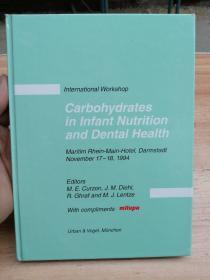 International Workshop
Carbohydrates
in Infant Nutrition
and Dental Health
Maritim Rhein-Main-Hotel, Darmstadt
November 17-18, 1994
Editors
M. E. Curzon, J. M. Diehl,
R. Ghraf and M. J. Lentze
With compliments milupa
Urban & Vogel, München